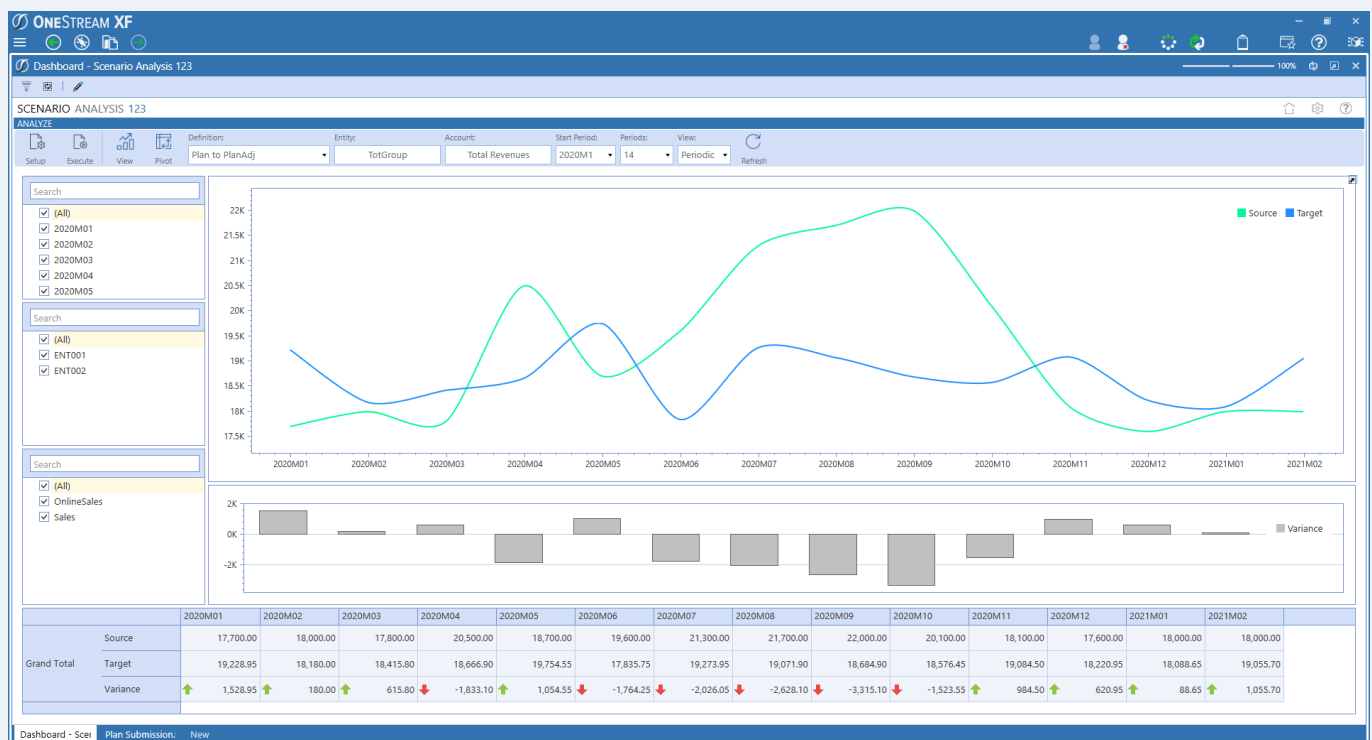 ONESTREAM XF
Dashboard - Scenario Analysis 123
100%
SCENARIO ANALYSIS 123
ANALYZE
Setup Execute View Pivot
Definition: Entity: Account: Start Period: Periods: View:
Plan to PlanAdj TotGroup Total Revenues 2020M1 14 Periodic Refresh
Search
(All)
2020M01
2020M02
2020M03
2020M04
2020M05
Search
(All)
ENT001
ENT002
Search
(All)
OnlineSales
Sales
Source Target
22K
21.5K
21K
20.5K
20K
19.5K
19K
18.5K
18K
17.5K
2020M01 2020M02 2020M03 2020M04 2020M05 2020M06 2020M07 2020M08 2020M09 2020M10 2020M11 2020M12 2021M01 2021M02
2K
0K
-2K
Variance
2020M01 2020M02 2020M03 2020M04 2020M05 2020M06 2020M07 2020M08 2020M09 2020M10 2020M11 2020M12 2021M01 2021M02
Source 17,700.00 18,000.00 17,800.00 20,500.00 18,700.00 19,600.00 21,300.00 21,700.00 22,000.00 20,100.00 18,100.00 17,600.00 18,000.00 18,000.00
Grand Total Target 19,228.95 18,180.00 18,415.80 18,666.90 19,754.55 17,835.75 19,273.95 19,071.90 18,684.90 18,576.45 19,084.50 18,220.95 18,088.65 19,055.70
Variance 1,528.95 180.00 615.80 -1,833.10 1,054.55 -1,764.25 -2,026.05 -2,628.10 -3,315.10 -1,523.55 984.50 620.95 88.65 1,055.70
Dashboard - Scer Plan Submission. New